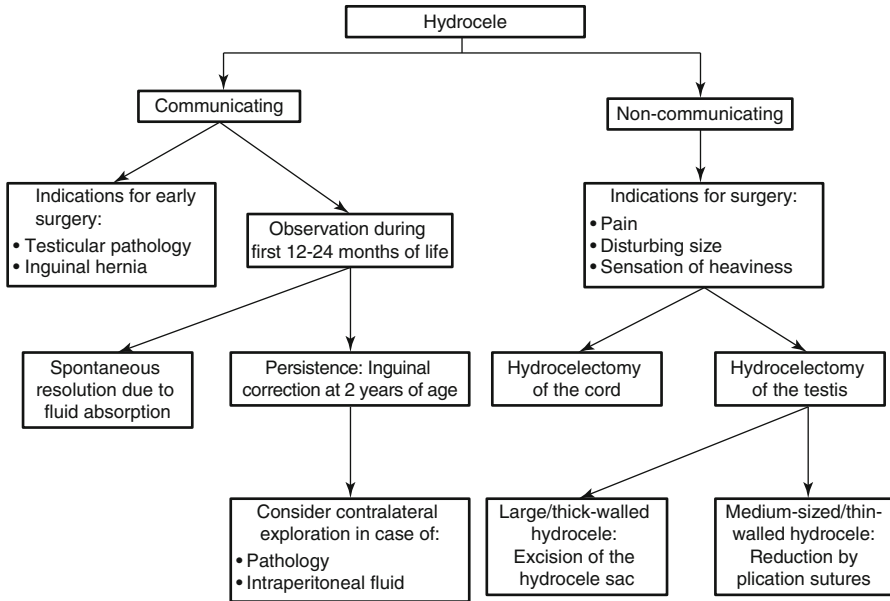 Hydrocele
Communicating
Non-communicating
Indications for early
surgery:
• Testicular pathology
• Inguinal hernia
Observation during
first 12-24 months of life
Indications for surgery:
• Pain
• Disturbing size
• Sensation of heaviness
Spontaneous
resolution due to
fluid absorption
Persistence: Inguinal
correction at 2 years of age
Hydrocelectomy
of the cord
Hydrocelectomy
of the testis
Consider contralateral
exploration in case of:
• Pathology
• Intraperitoneal fluid
Large/thick-walled
hydrocele:
Excision of the
hydrocele sac
Medium-sized/thin-
walled hydrocele:
Reduction by
plication sutures